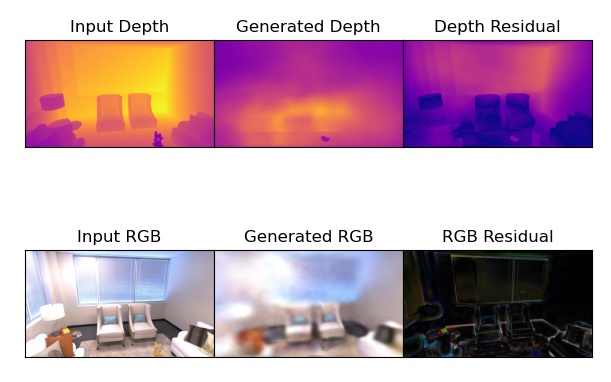 Input Depth
Generated Depth
Depth Residual
Input RGB
Generated RGB
RGB Residual